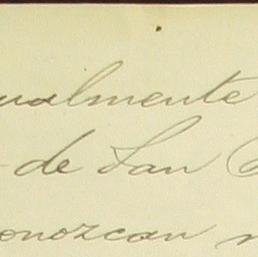 ualmente
- de San
onozcan